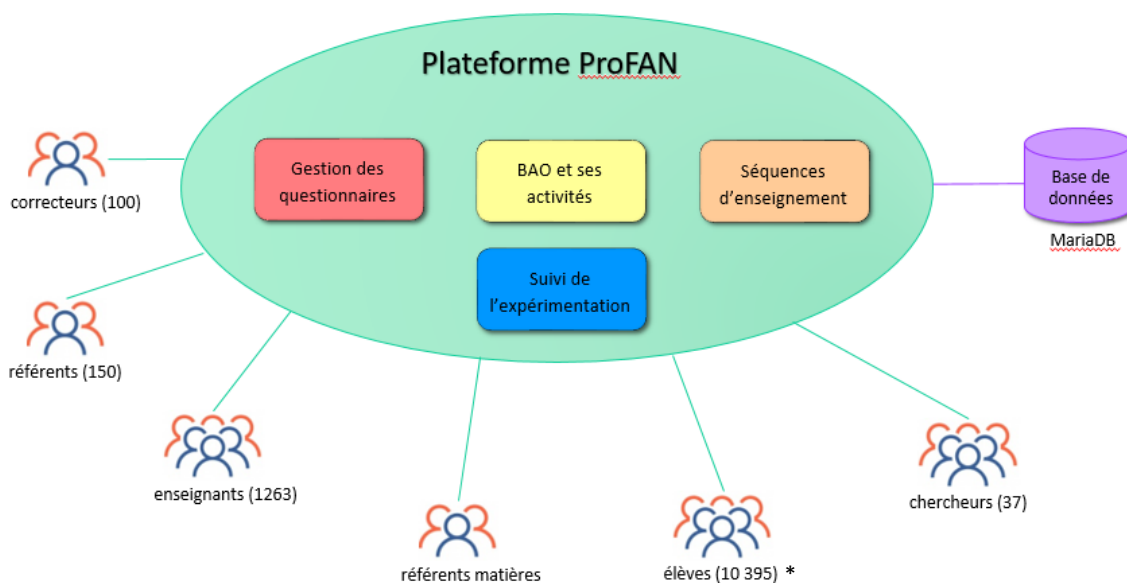 Plateforme ProFAN
Gestion des
questionnaires
BAO et ses
activités
Séquences
d'enseignement
Suivi de
l'expérimentation
Base de
données
MariaDB
correcteurs (100)
référents (150)
enseignants (1263)
référents matières
élèves (10 395) *
chercheurs (37)